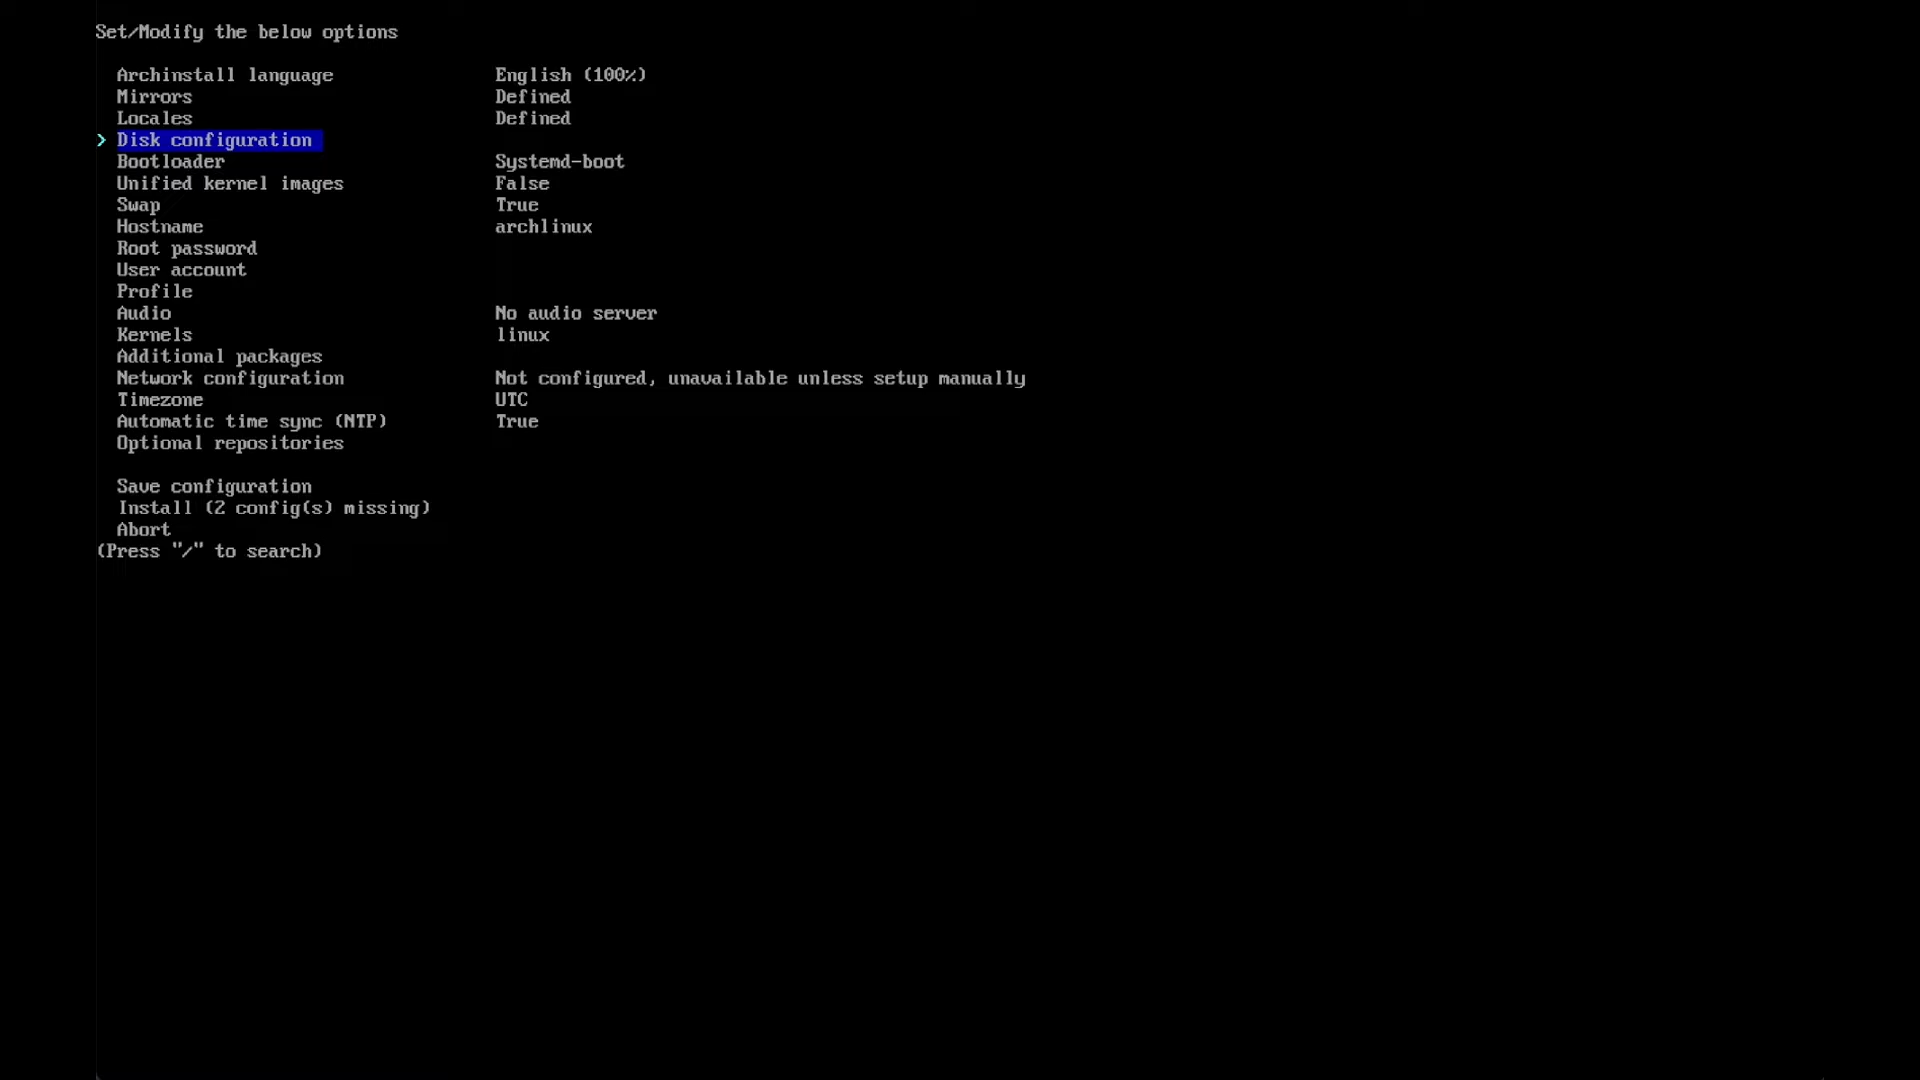 Set/Modify the below options
Archinstall language English (100%)
Mirrors Defined
Locales Defined
> Disk configuration
Bootloader Systemd-boot
Unified kernel images False
Swap True
Hostname archlinux
Root password
User account
Profile
Audio No audio server
Kernels linux
Additional packages
Network configuration Not configured, unavailable unless setup manually
Timezone UTC
Automatic time sync (NTP) True
Optional repositories
Save configuration
Install (2 config(s) missing)
Abort
(Press "/" to search)